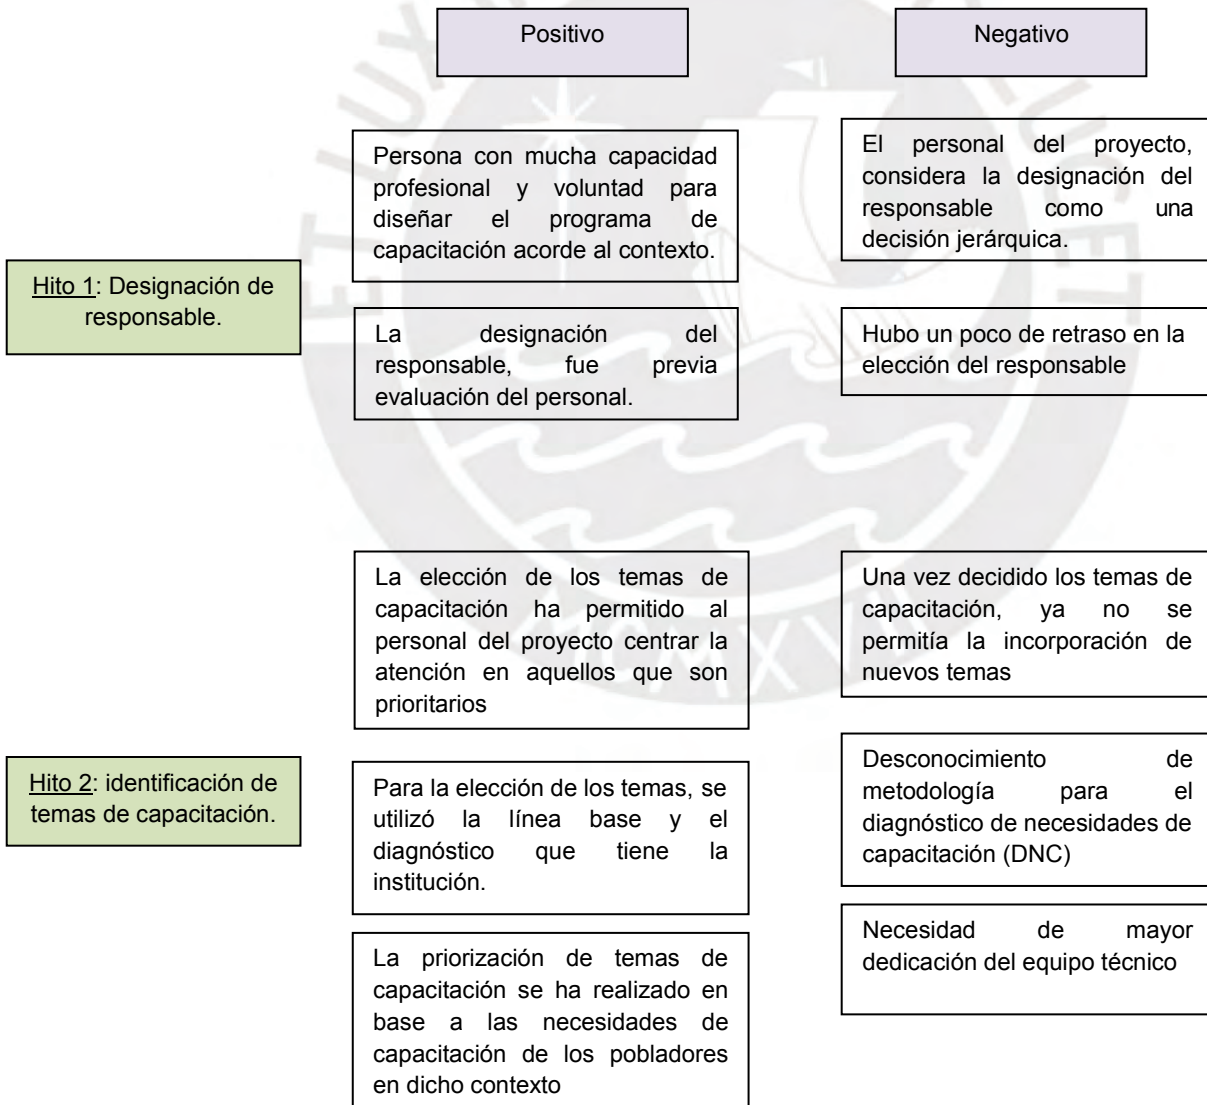 Positivo
Negativo
Persona con mucha capacidad
profesional y voluntad para
diseñar el programa de
capacitación acorde al contexto.
El personal del proyecto,
considera la designación del
responsable como una
decisión jerárquica.
Hito 1: Designación de
responsable.
La designación del
responsable, fue previa
evaluación del personal.
Hubo un poco de retraso en la
elección del responsable
La elección de los temas de
capacitación ha permitido al
personal del proyecto centrar la
atención en aquellos que son
prioritarios
Una vez decidido los temas de
capacitación, ya no se
permitía la incorporación de
nuevos temas
Hito 2: identificación de
temas de capacitación.
Para la elección de los temas, se
utilizó la línea base y el
diagnóstico que tiene la
institución.
Desconocimiento de
metodología para el
diagnóstico de necesidades de
capacitación (DNC)
La priorización de temas de
capacitación se ha realizado en
base a las necesidades de
capacitación de los pobladores
en dicho contexto
Necesidad de mayor
dedicación del equipo técnico
ET LUX
LUCET
MCMXVII